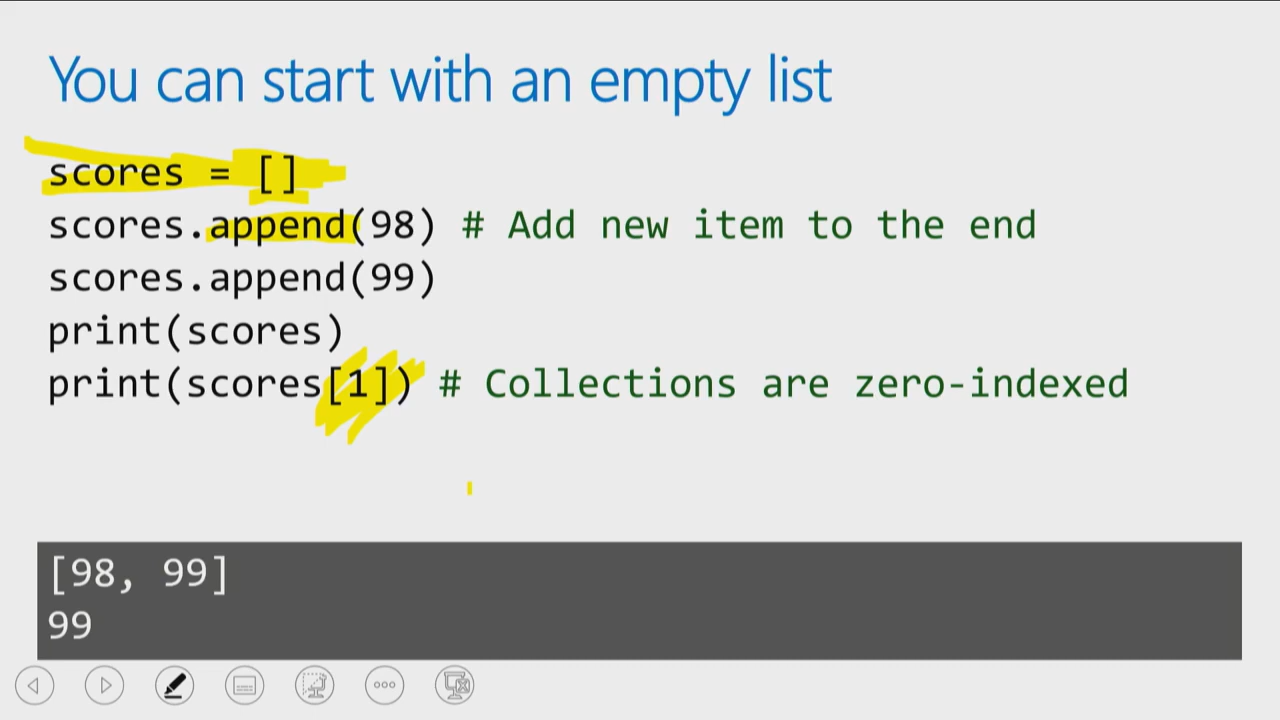 You can start with an empty list
scores = []
scores.append(98) # Add new item to the end
scores.append(99)
print(scores)
print(scores[1]) # Collections are zero-indexed
[98, 99]
99